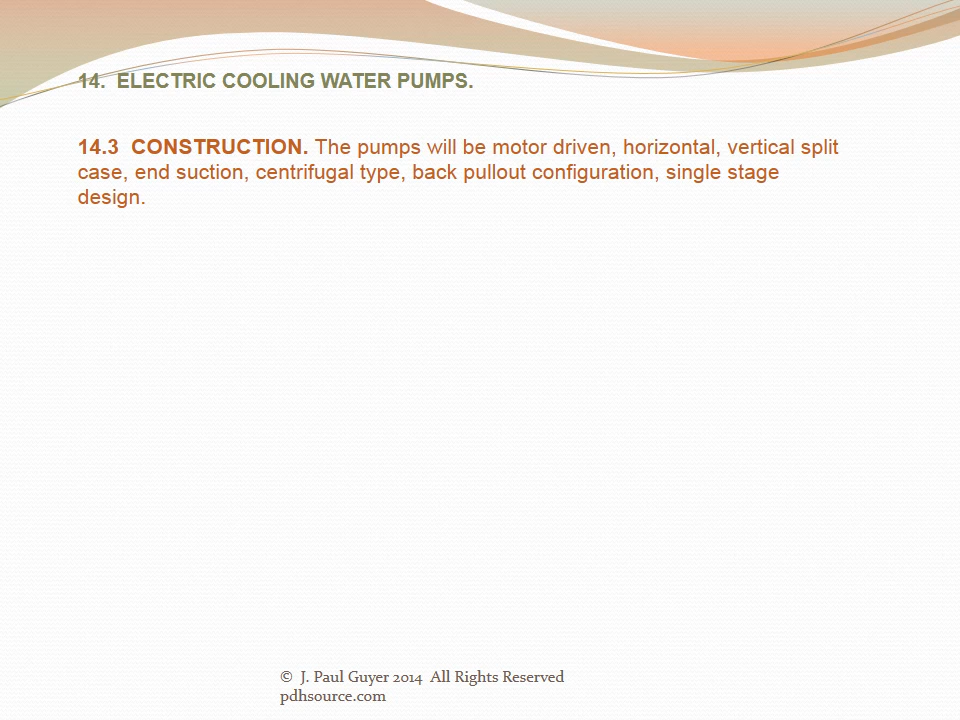 14.  ELECTRIC COOLING WATER PUMPS.
14.3  CONSTRUCTION. The pumps will be motor driven, horizontal, vertical split
case, end suction, centrifugal type, back pullout configuration, single stage
design.
©  J. Paul Guyer 2014  All Rights Reserved
pdhsource.com